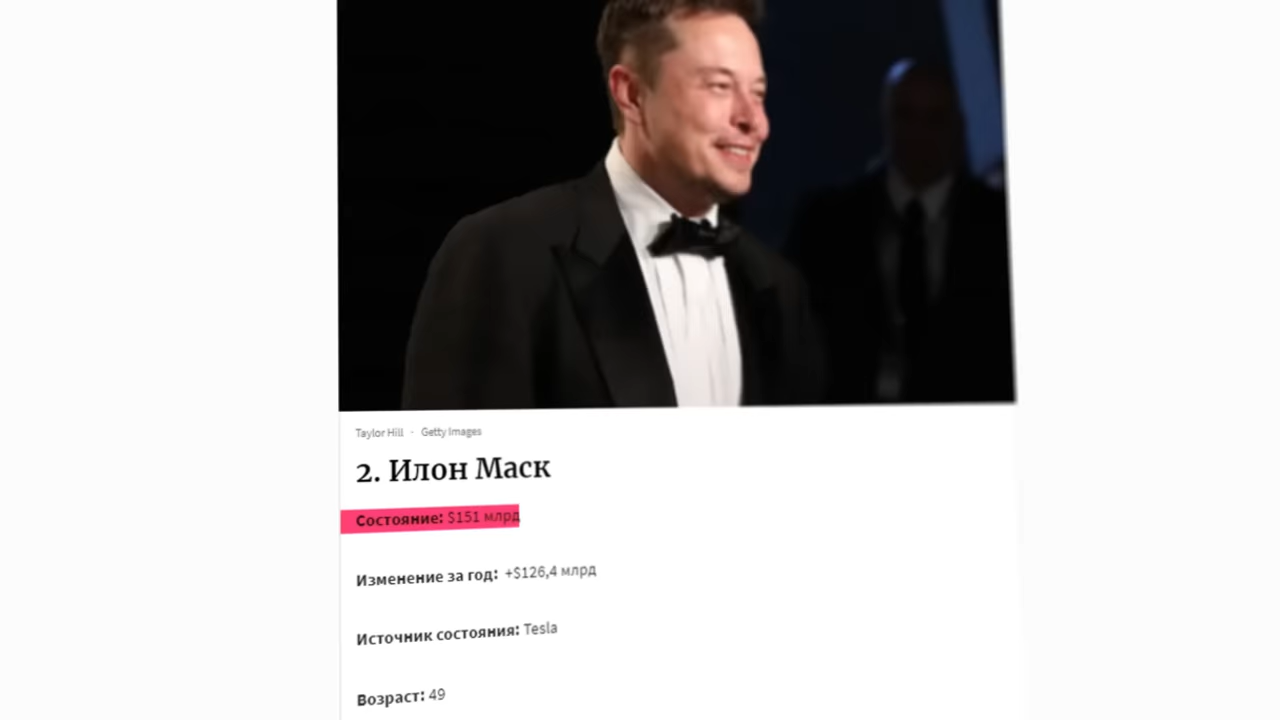 Taylor Hill · Getty Images
2. Илон Маск
Состояние: $151 млрд
Изменение за год: +$126,4 млрд
Источник состояния: Tesla
Возраст: 49